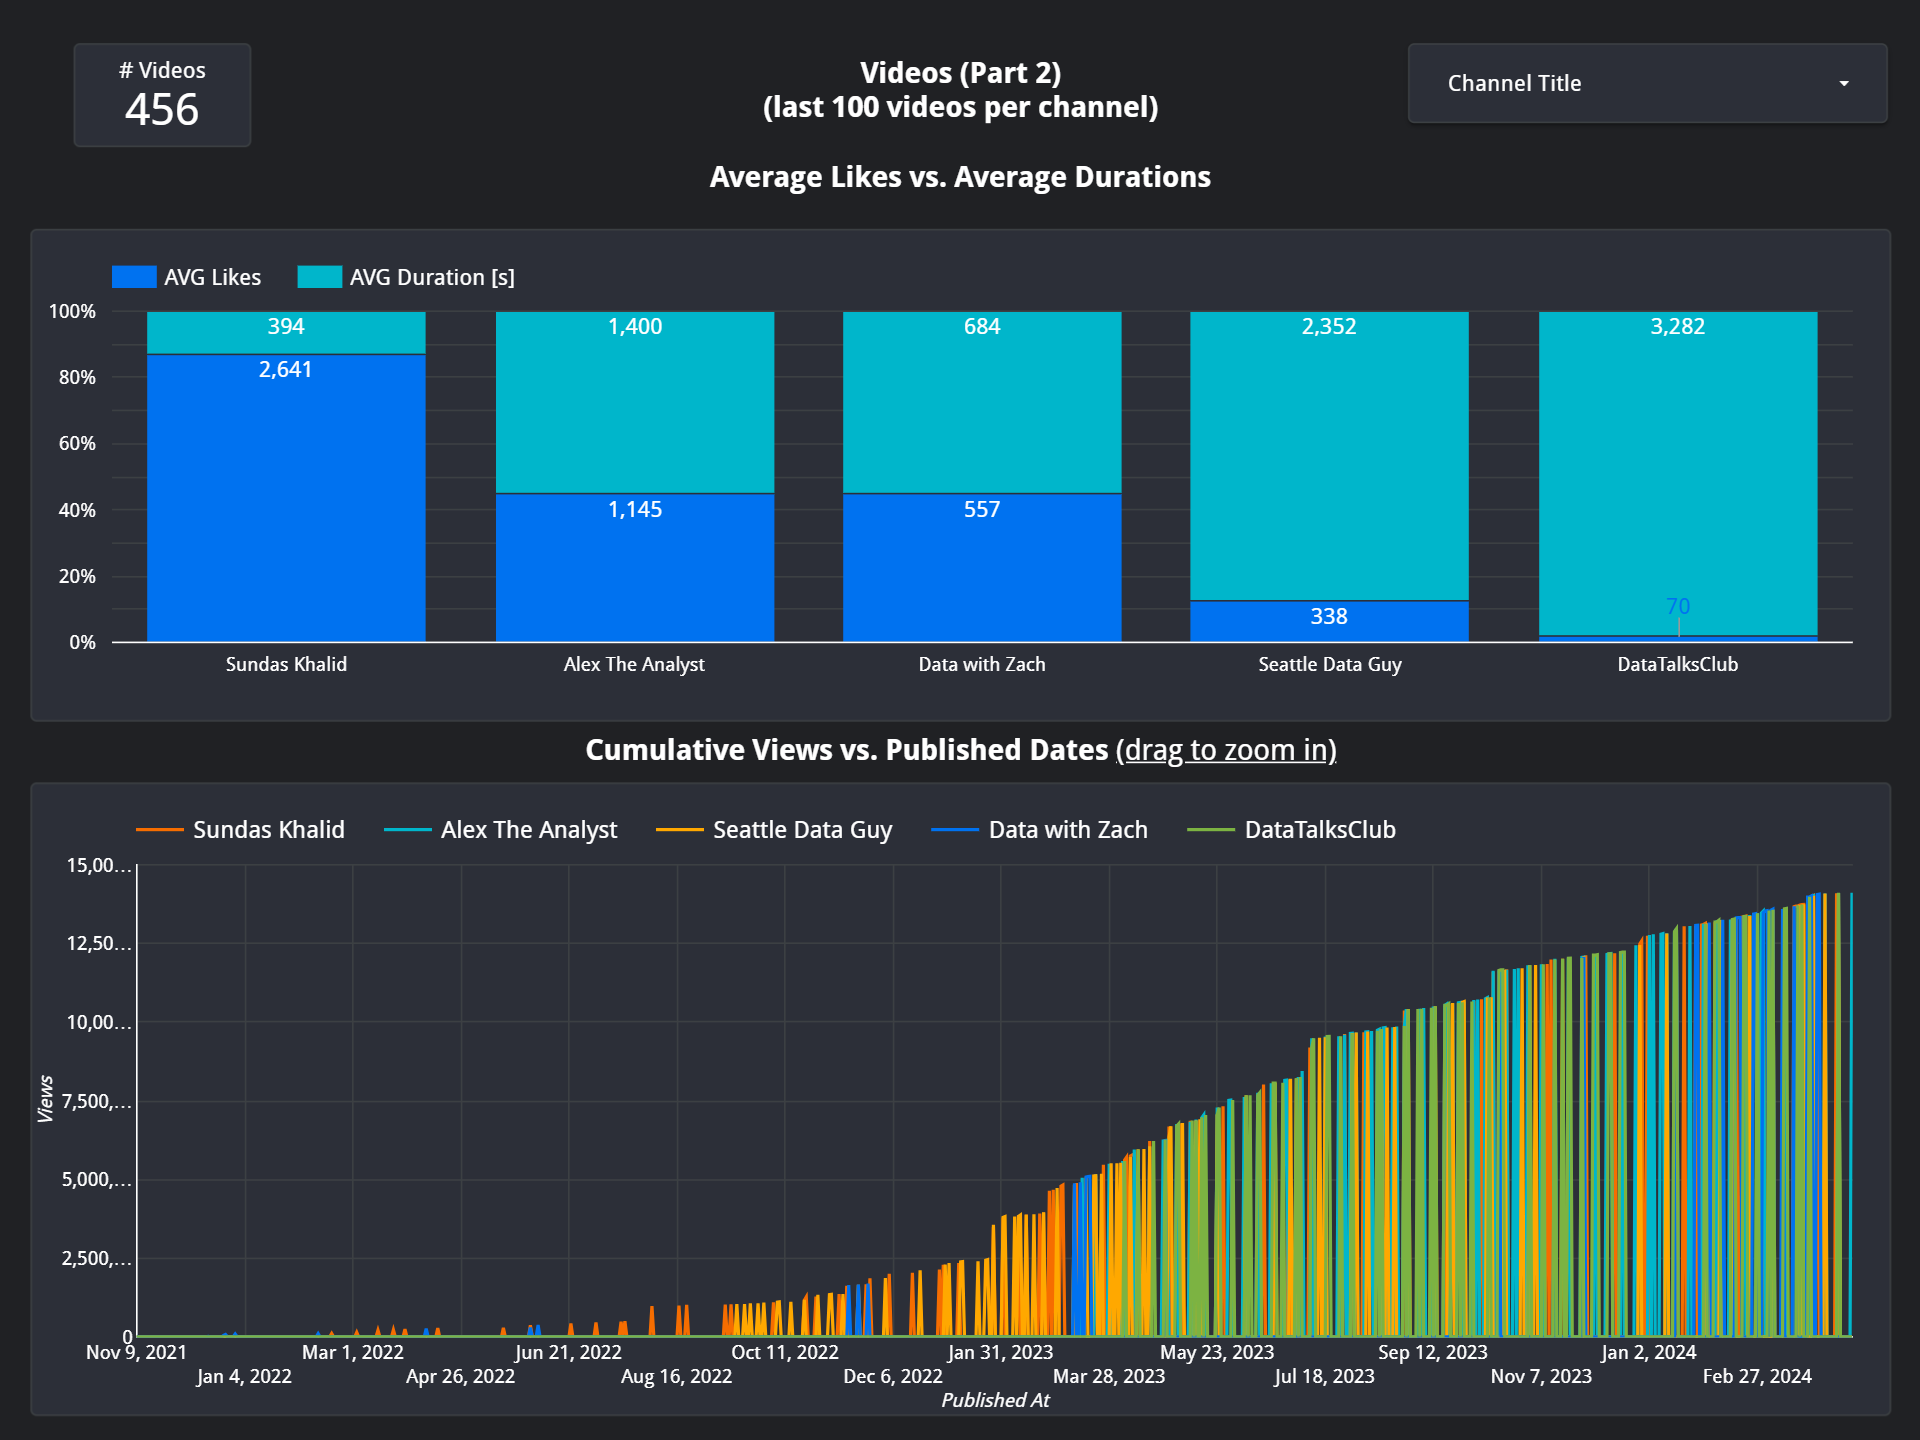 # Videos
456
Videos (Part 2)
(last 100 videos per channel)
Channel Title
Average Likes vs. Average Durations
AVG Likes AVG Duration [s]
100%
80%
60%
40%
20%
0%
394 1,400 684 2,352 3,282
2,641
1,145 557
70
338
Sundas Khalid Alex The Analyst Data with Zach Seattle Data Guy DataTalksClub
Cumulative Views vs. Published Dates (drag to zoom in)
Sundas Khalid Alex The Analyst Seattle Data Guy Data with Zach DataTalksClub
15,00...
12,50...
10,00...
7,500,...
5,000,...
2,500,...
0
Views
Nov 9, 2021 Mar 1, 2022 Jun 21, 2022 Oct 11, 2022 Jan 31, 2023 May 23, 2023 Sep 12, 2023 Jan 2, 2024
Jan 4, 2022 Apr 26, 2022 Aug 16, 2022 Dec 6, 2022 Mar 28, 2023 Jul 18, 2023 Nov 7, 2023 Feb 27, 2024
Published At